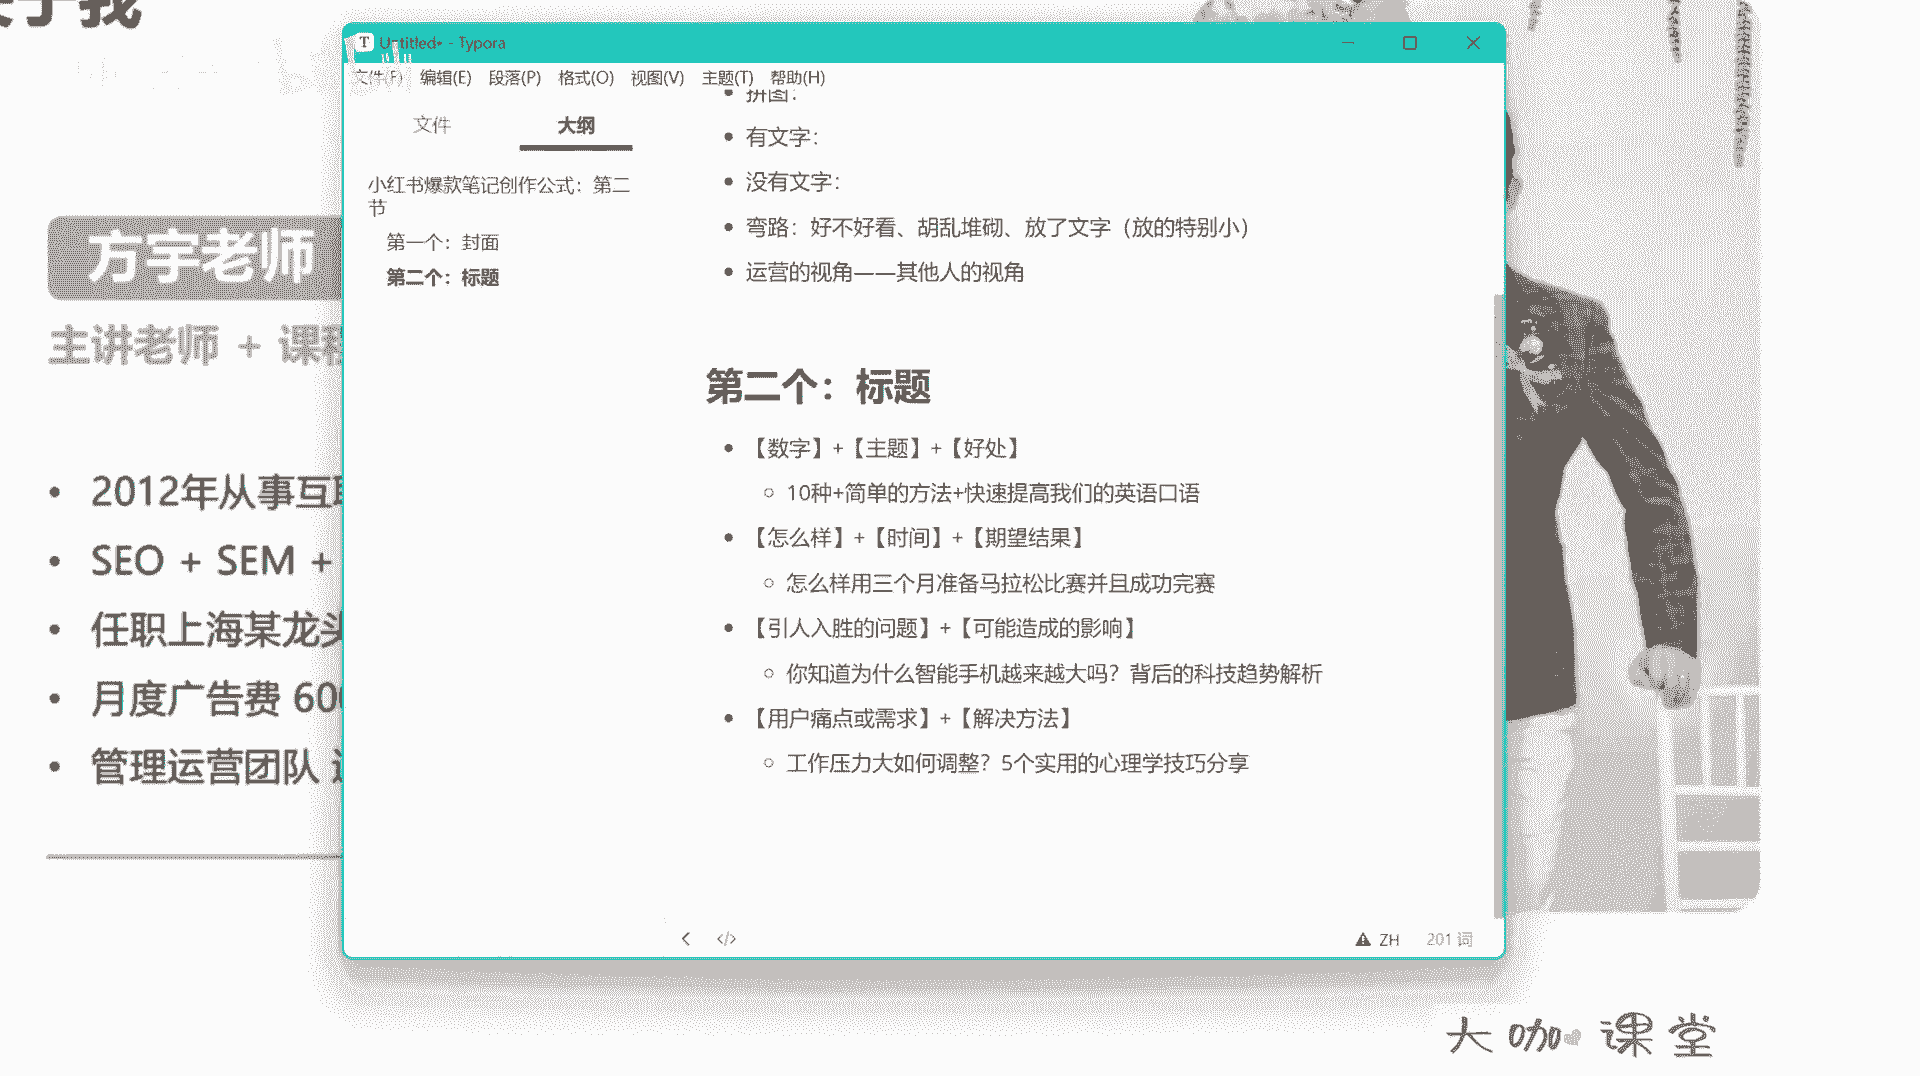 关于我
方宇老师
主讲老师 + 课程
2012年从事互联
SEO + SEM +
任职上海某龙头
月度广告费 600
管理运营团队
Untitled• - Typora
文件(F) 编辑(E) 段落(P) 格式(O) 视图(V) 主题(T) 帮助(H)
文件 大纲
小红书爆款笔记创作公式：第二
节
第一个：封面
第二个：标题
拼图：
有文字：
没有文字：
弯路：好不好看、胡乱堆砌、放了文字（放的特别小）
运营的视角——其他人的视角
第二个：标题
【数字】+【主题】+【好处】
10种+简单的方法+快速提高我们的英语口语
【怎么样】+【时间】+【期望结果】
怎么样用三个月准备马拉松比赛并且成功完赛
【引人入胜的问题】+【可能造成的影响】
你知道为什么智能手机越来越大吗？背后的科技趋势解析
【用户痛点或需求】+【解决方法】
工作压力大如何调整？5个实用的心理学技巧分享
ZH 201 词
大咖课堂